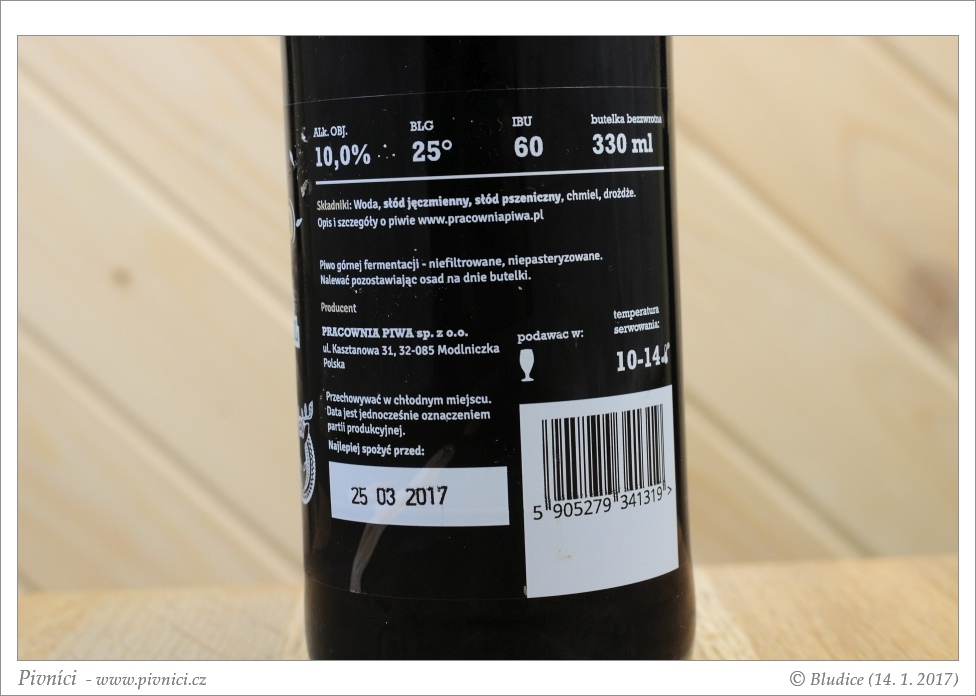 Alk. OBJ. BLG IBU butelka bezzwrotna
10,0% 25° 60 330 ml
Składniki: Woda, słód jęczmienny, słód pszeniczny, chmiel, drożdże.
Opis i szczegóły o piwie www.pracowniapiwa.pl
Piwo górnej fermentacji - niefiltrowane, niepasteryzowane.
Nalewać pozostawiając osad na dnie butelki.
Producent
PRACOWNIA PIWA sp. z o.o.
ul. Kasztanowa 31, 32-085 Modlniczka
Polska
podawac w:
temperatura
serwowania:
10-14
Przechowywać w chłodnym miejscu.
Data jest jednocześnie oznaczeniem
partii produkcyjnej.
Najlepiej spożyć przed:
25 03 2017
5 905279 341319 >
Pivníci - www.pivnici.cz
© Bludice (14. 1. 2017)